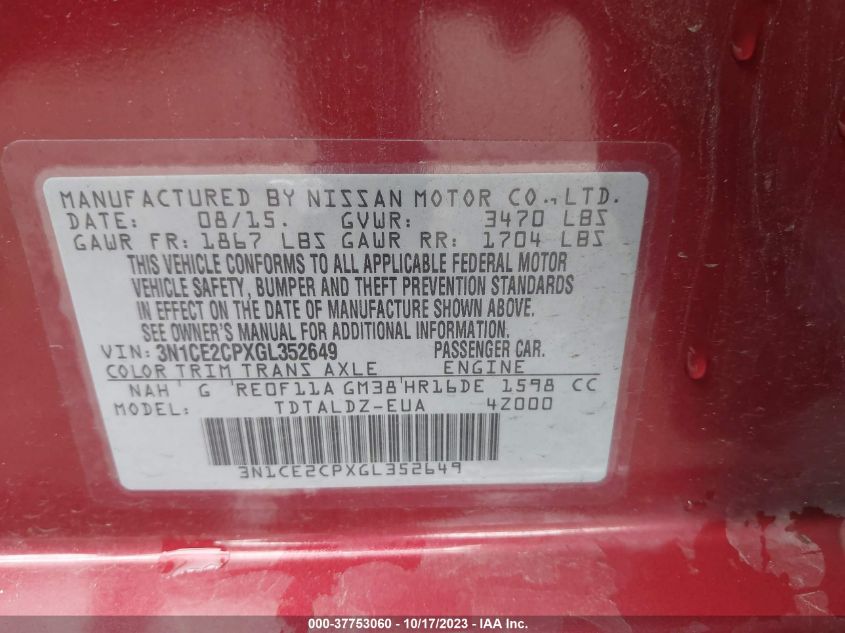 MANUFACTURED BY NISSAN MOTOR CO., LTD.
DATE: 08/15. GVWR: 3470 LBS
GAWR FR: 1867 LBS GAWR RR: 1704 LBS
THIS VEHICLE CONFORMS TO ALL APPLICABLE FEDERAL MOTOR
VEHICLE SAFETY, BUMPER AND THEFT PREVENTION STANDARDS
IN EFFECT ON THE DATE OF MANUFACTURE SHOWN ABOVE.
SEE OWNER'S MANUAL FOR ADDITIONAL INFORMATION.
VIN: 3N1CE2CPXGL352649 PASSENGER CAR.
COLOR TRIM TRANS AXLE ENGINE
NAH G RE0F11A GM38 HR16DE 1598 CC
MODEL: TDTALDZ-EUA 4Z000
3N1CE2CPXGL352649
000-37753060 - 10/17/2023 - IAA Inc.